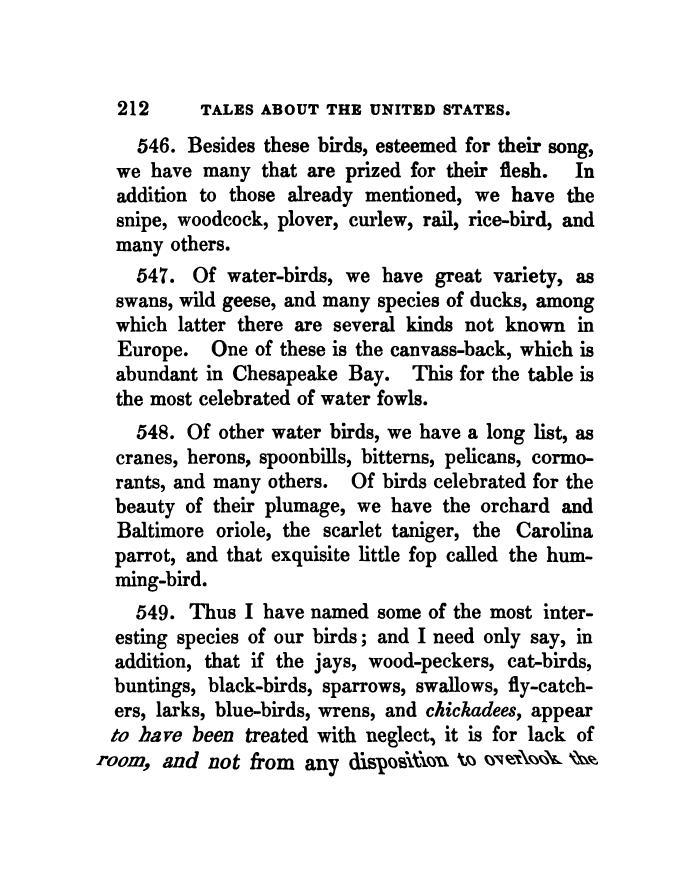 212 TALES ABOUT THE UNITED STATES.
546. Besides these birds, esteemed for their song,
we have many that are prized for their flesh. In
addition to those already mentioned, we have the
snipe, woodcock, plover, curlew, rail, rice-bird, and
many others.
547. Of water-birds, we have great variety, as
swans, wild geese, and many species of ducks, among
which latter there are several kinds not known in
Europe. One of these is the canvass-back, which is
abundant in Chesapeake Bay. This for the table is
the most celebrated of water fowls.
548. Of other water birds, we have a long list, as
cranes, herons, spoonbills, bitterns, pelicans, cormo-
rants, and many others. Of birds celebrated for the
beauty of their plumage, we have the orchard and
Baltimore oriole, the scarlet taniger, the Carolina
parrot, and that exquisite little fop called the hum-
ming-bird.
549. Thus I have named some of the most inter-
esting species of our birds; and I need only say, in
addition, that if the jays, wood-peckers, cat-birds,
buntings, black-birds, sparrows, swallows, fly-catch-
ers, larks, blue-birds, wrens, and chickadees, appear
to have been treated with neglect, it is for lack of
room, and not from any disposition to overlook the